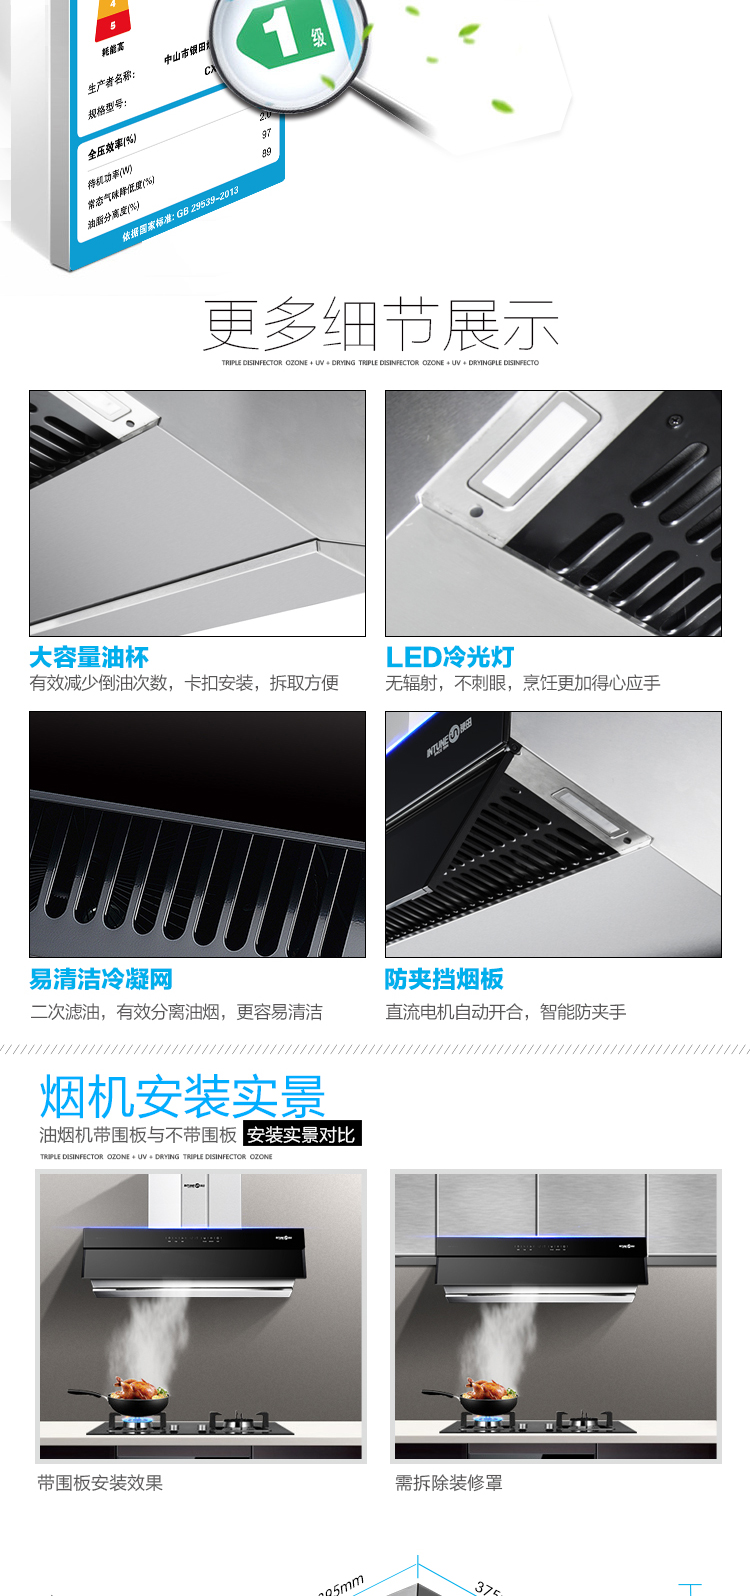 4
5
耗能高
1级
生产者名称:
规格型号:
CX
全压效率(%)
待机功率(W)
2.0
常态气味降低度(%)
97
油脂分离度(%)
89
依据国家标准: GB 29539-2013
更多细节展示
TRIPLE DISINFECTOR OZONE + UV + DRYING TRIPLE DISINFECTOR OZONE + UV + DRYINGPLE DISINFECTO
大容量油杯
有效减少倒油次数，卡扣安装，拆取方便
LED冷光灯
无辐射，不刺眼，烹饪更加得心应手
易清洁冷凝网
二次滤油，有效分离油烟，更容易清洁
防夹挡烟板
直流电机自动开合，智能防夹手
烟机安装实景
油烟机带围板与不带围板 安装实景对比
TRIPLE DISINFECTOR OZONE + UV + DRYING TRIPLE DISINFECTOR OZONE
带围板安装效果
需拆除装修罩